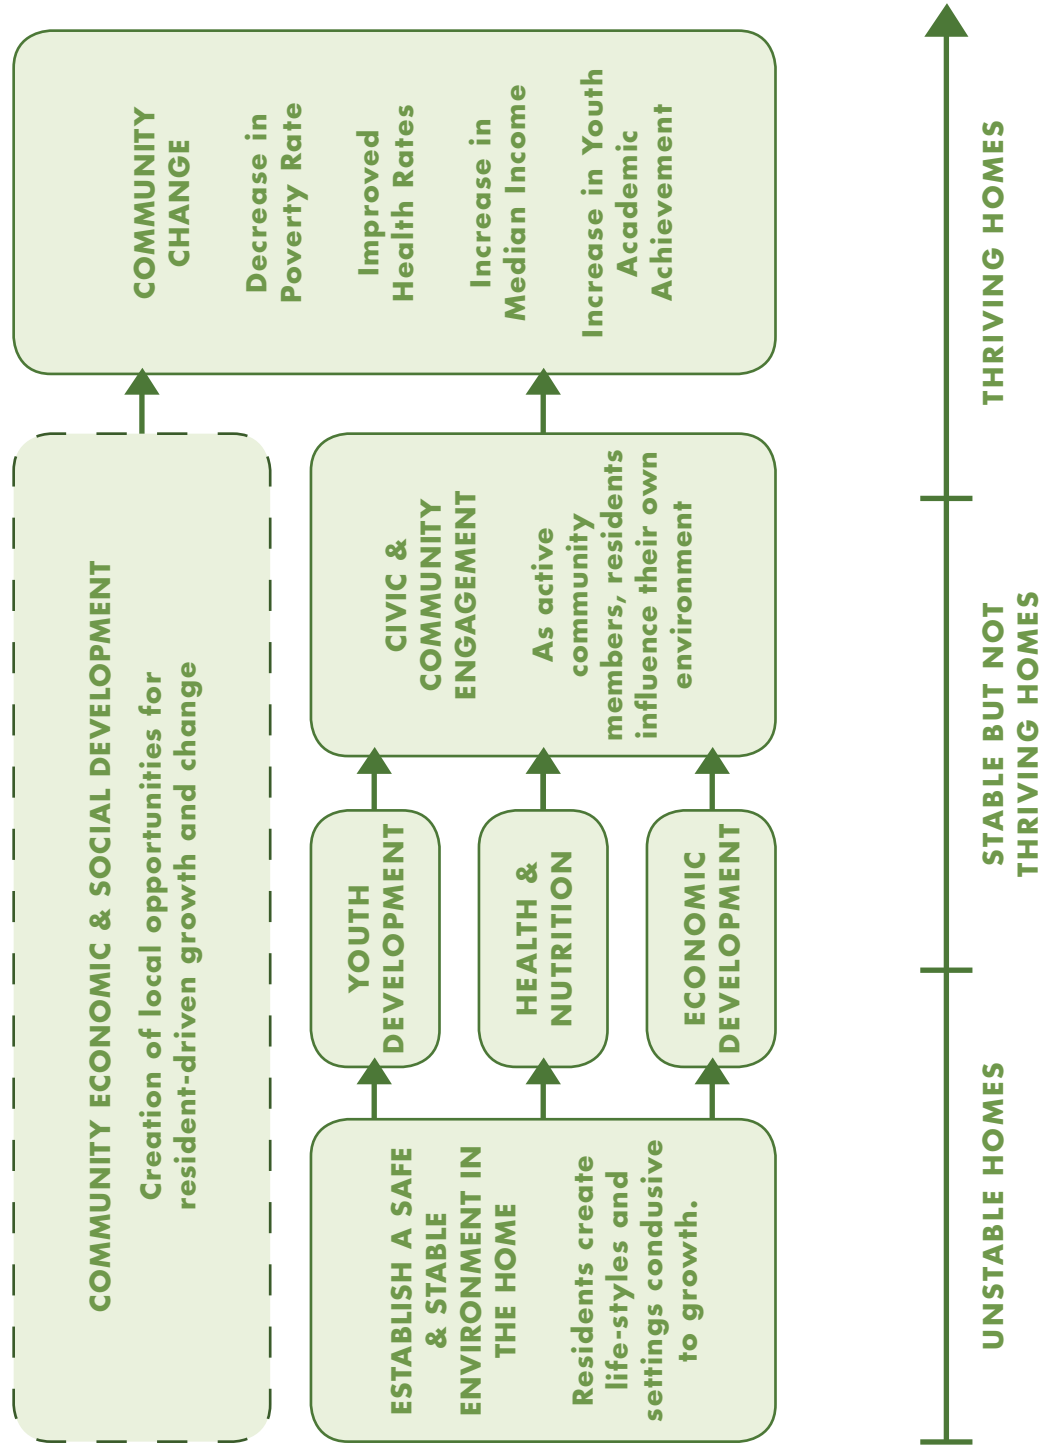 COMMUNITY ECONOMIC & SOCIAL DEVELOPMENT
Creation of local opportunities for
resident-driven growth and change
ESTABLISH A SAFE
& STABLE
ENVIRONMENT IN
THE HOME
Residents create
life-styles and
settings condusive
to growth.
YOUTH
DEVELOPMENT
HEALTH &
NUTRITION
ECONOMIC
DEVELOPMENT
CIVIC &
COMMUNITY
ENGAGEMENT
As active
community
members, residents
influence their own
environment
COMMUNITY
CHANGE
Decrease in
Poverty Rate
Improved
Health Rates
Increase in
Median Income
Increase in Youth
Academic
Achievement
UNSTABLE HOMES
STABLE BUT NOT
THRIVING HOMES
THRIVING HOMES